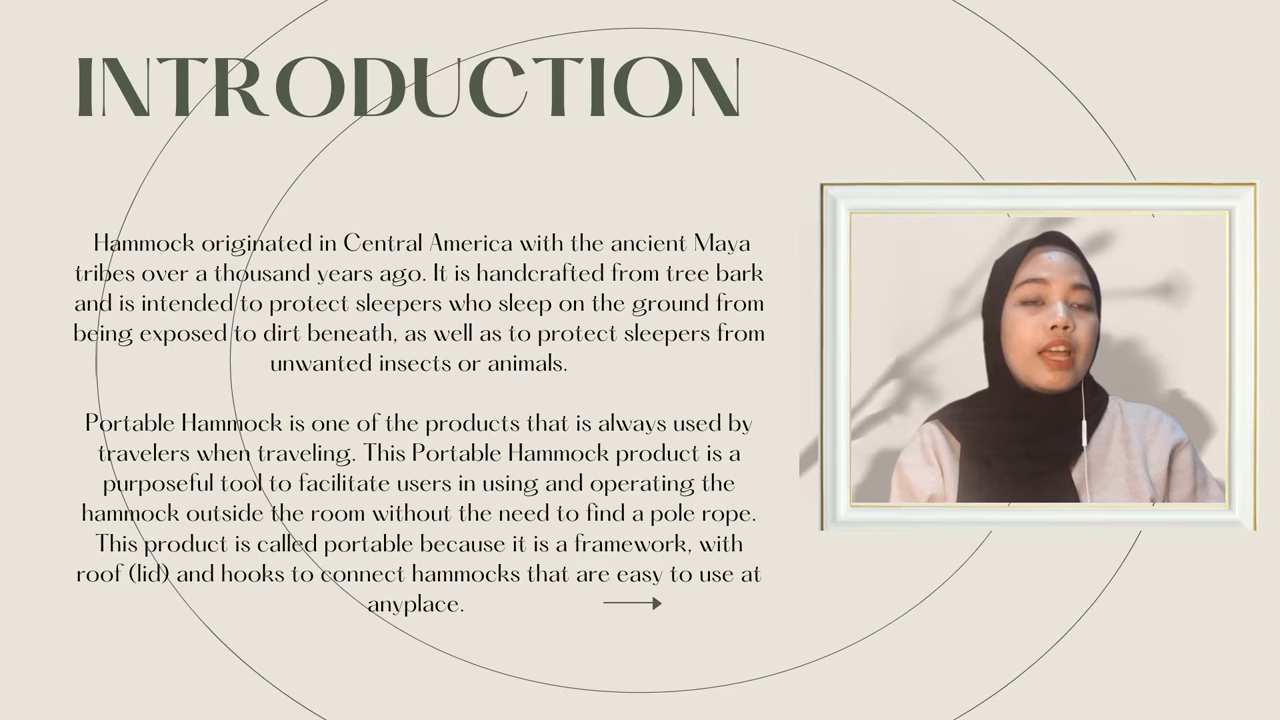 INTRODUCTION
Hammock originated in Central America with the ancient Maya
tribes over a thousand years ago. It is handcrafted from tree bark
and is intended to protect sleepers who sleep on the ground from
being exposed to dirt beneath, as well as to protect sleepers from
unwanted insects or animals.
Portable Hammock is one of the products that is always used by
travelers when traveling. This Portable Hammock product is a
purposeful tool to facilitate users in using and operating the
hammock outside the room without the need to find a pole rope.
This product is called portable because it is a framework, with
roof (lid) and hooks to connect hammocks that are easy to use at
anyplace.